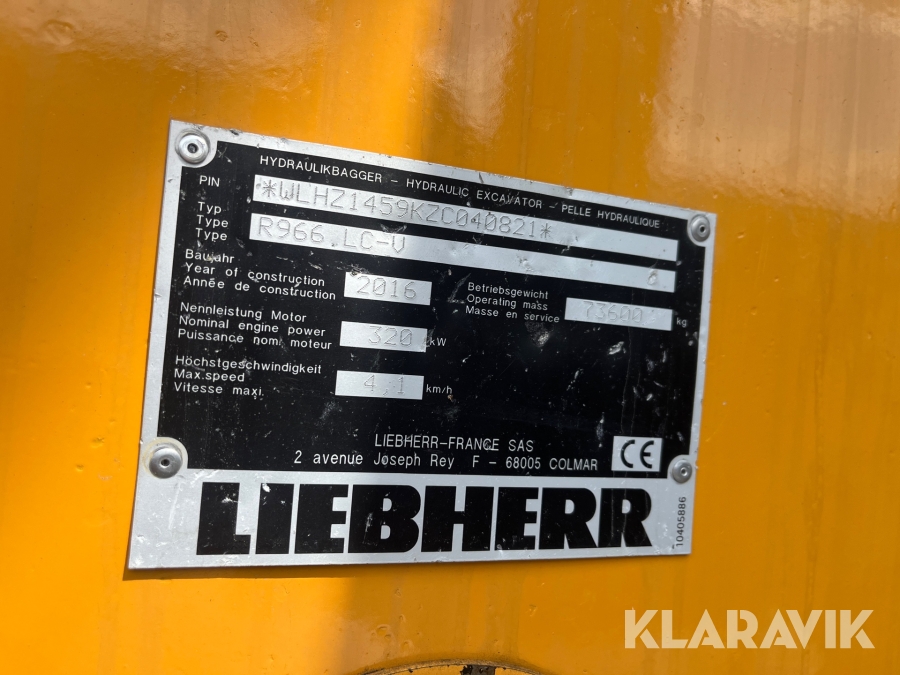 KLARAVIK
HYDRAULIKBAGGER - HYDRAULIC EXCAVATOR - PELLE HYDRAULIQUE
PIN *WLHZ1459KZC040821*
Typ
Type R966 LC-V
Type
Baujahr
Year of construction 2016
Année de construction
Betriebsgewicht
Operating mass 73600 kg
Masse en service
Nennleistung Motor
Nominal engine power 320 kW
Puissance nom. moteur
Höchstgeschwindigkeit
Max.speed 4,1 km/h
Vitesse maxi.
LIEBHERR-FRANCE SAS
2 avenue Joseph Rey F - 68005 COLMAR
CE
LIEBHERR
10405886
KLARAVIK